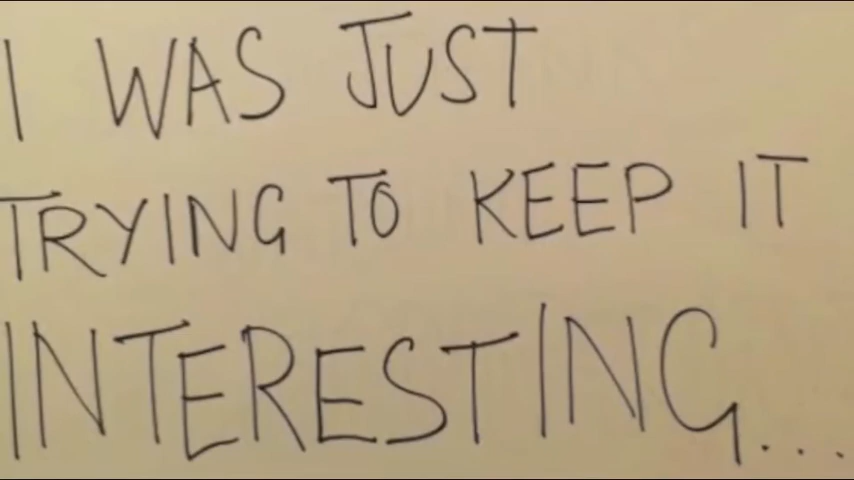 I WAS JUST
TRYING TO KEEP IT
INTERESTING...